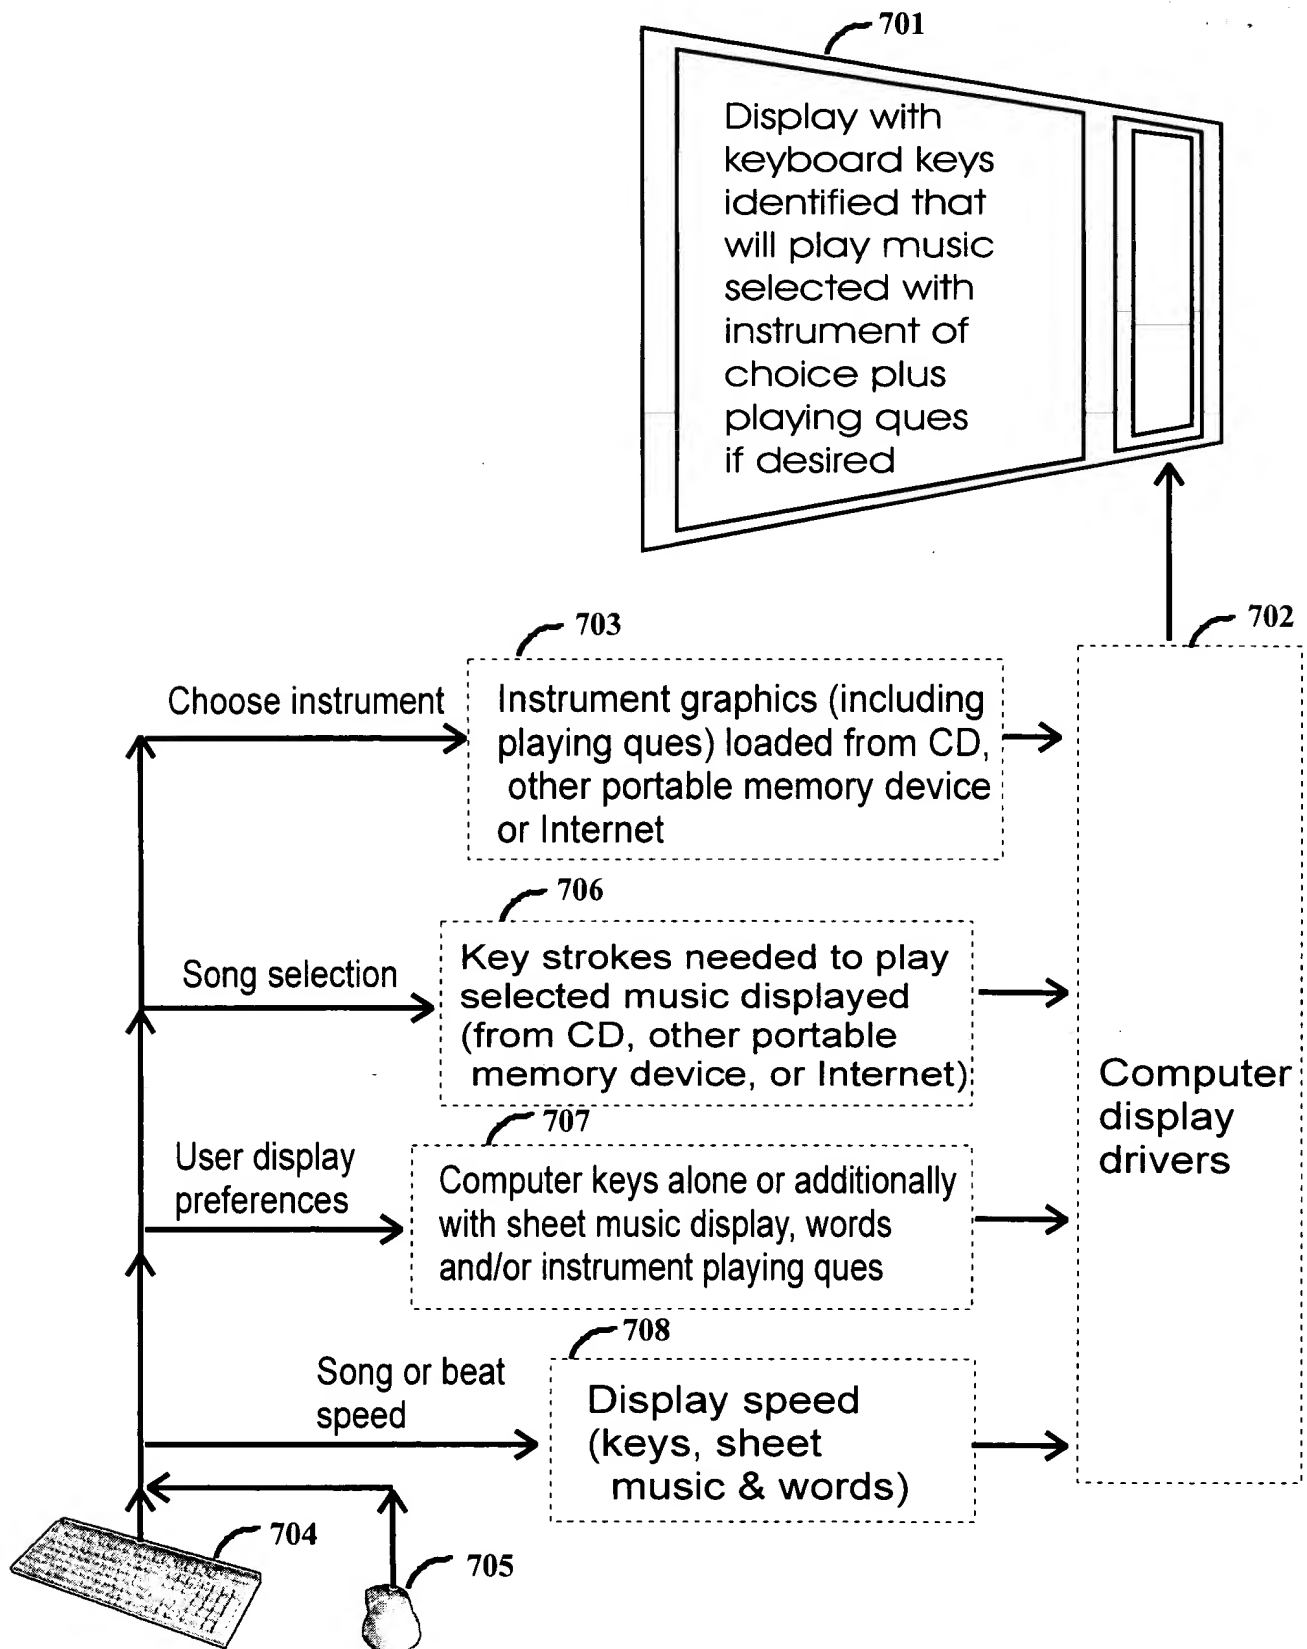 701
Display with
keyboard keys
identified that
will play music
selected with
instrument of
choice plus
playing ques
if desired
702
703
Choose instrument
Instrument graphics (including
playing ques) loaded from CD,
other portable memory device
or Internet
706
Song selection
Key strokes needed to play
selected music displayed
(from CD, other portable
memory device, or Internet)
Computer
display
drivers
707
User display
preferences
Computer keys alone or additionally
with sheet music display, words
and/or instrument playing ques
708
Song or beat
speed
Display speed
(keys, sheet
music & words)
704
705